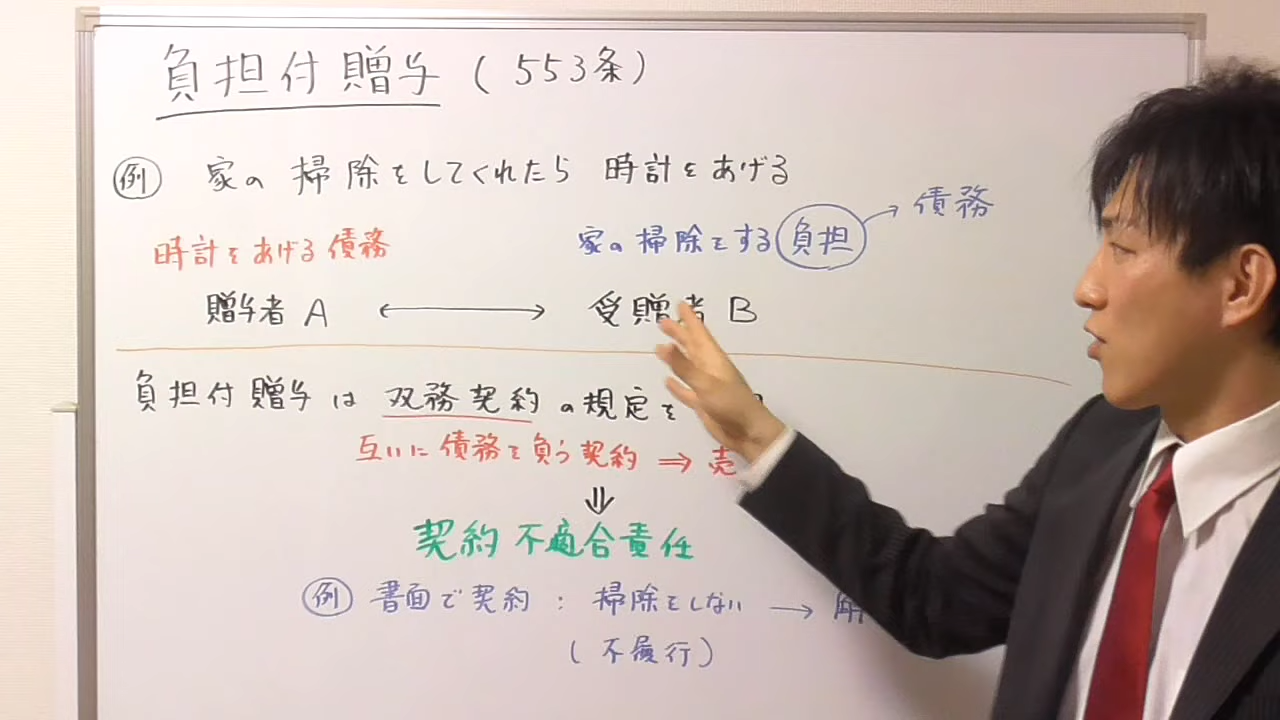 負担付贈与(553条)
例 家の掃除をしてくれたら 時計をあげる
債務
時計をあげる債務 家の掃除をする負担
贈与者 A 受贈者 B
負担付贈与は 双務契約の規定を
互いに債務を負う契約 ⇒ 売
⇓
契約不適合責任
例 書面で契約 : 掃除をしない → 解
(不履行)